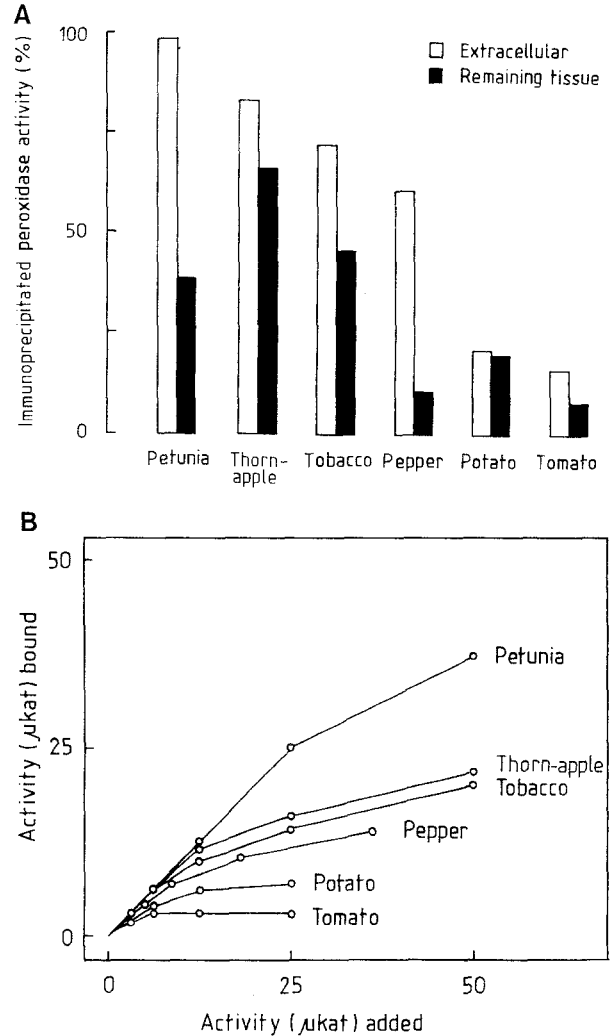 A
Immunoprecipitated peroxidase activity (%)
100
50
0
Extracellular
Remaining tissue
Petunia
Thorn-
apple
Tobacco
Pepper
Potato
Tomato
B
Activity (µkat) bound
50
25
0
Petunia
Thorn-apple
Tobacco
Pepper
Potato
Tomato
0
25
50
Activity (µkat) added